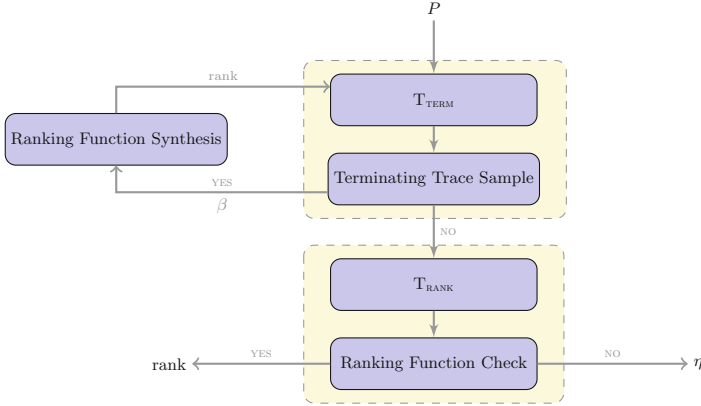 P
rank
T_TERM
Ranking Function Synthesis
Terminating Trace Sample
YES
β
NO
T_RANK
rank
YES
Ranking Function Check
NO
η